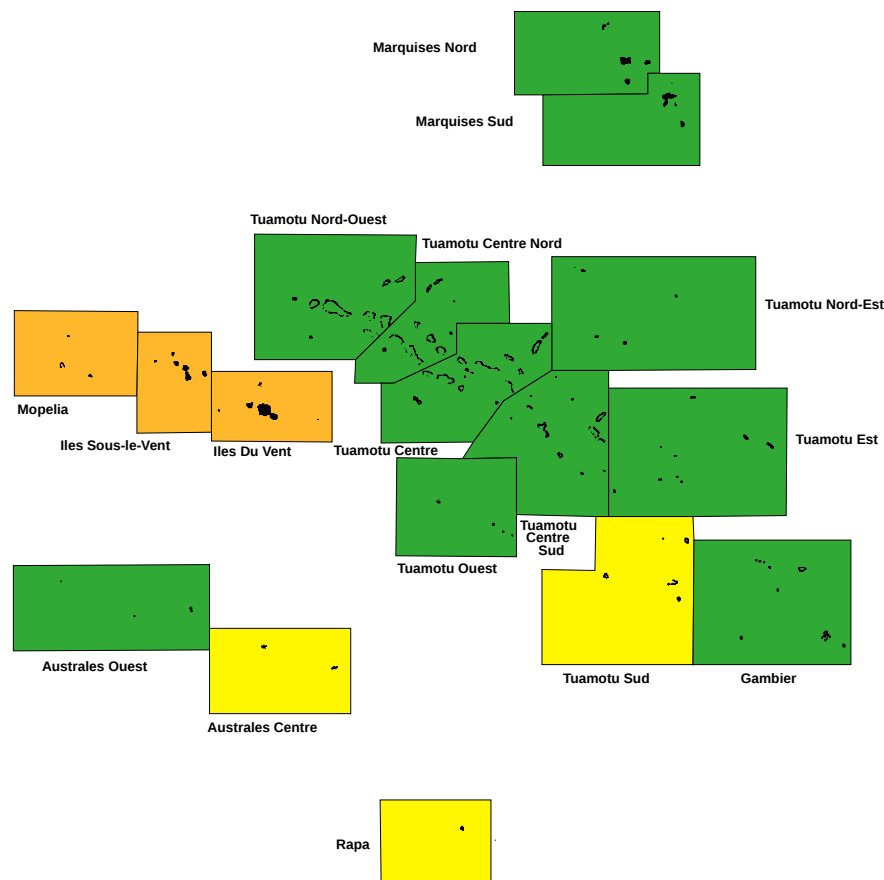 Marquises Nord
Marquises Sud
Tuamotu Nord-Ouest
Tuamotu Centre Nord
Tuamotu Nord-Est
Mopelia
Iles Sous-le-Vent
Iles Du Vent
Tuamotu Centre
Tuamotu Est
Tuamotu
Centre
Sud
Tuamotu Ouest
Australes Ouest
Tuamotu Sud
Gambier
Australes Centre
Rapa